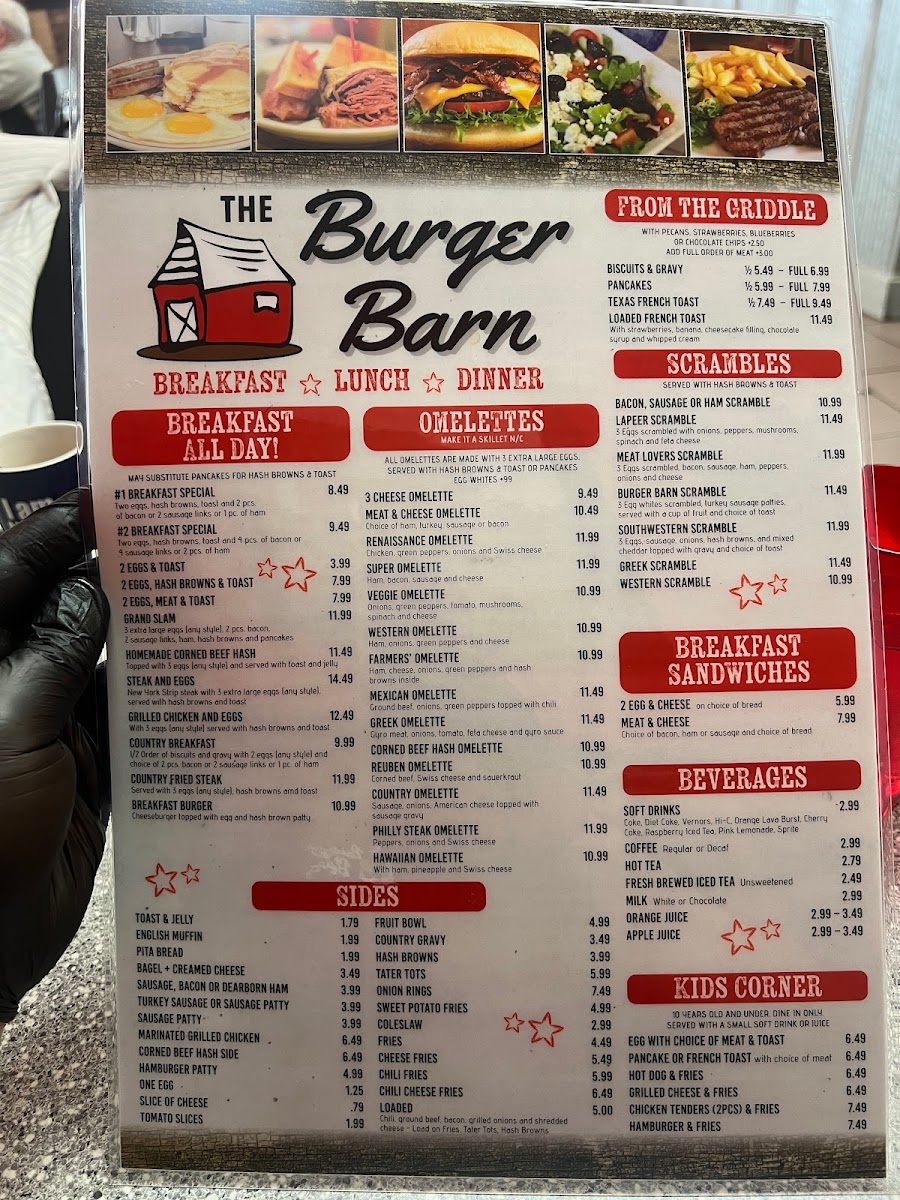 THE
Burger
Barn
BREAKFAST ☆ LUNCH ☆ DINNER
BREAKFAST
ALL DAY!
MAY SUBSTITUTE PANCAKES FOR HASH BROWNS & TOAST
#1 BREAKFAST SPECIAL 8.49
Two eggs, hash browns, toast and 2 pcs.
of bacon or 2 sausage links or 1 pc. of ham
#2 BREAKFAST SPECIAL 9.49
Two eggs, hash browns, toast and 4 pcs. of bacon or
4 sausage links or 2 pcs. of ham
2 EGGS & TOAST 3.99
2 EGGS, HASH BROWNS & TOAST 7.99
2 EGGS, MEAT & TOAST 7.99
GRAND SLAM 11.99
3 extra large eggs (any style), 2 pcs. bacon,
2 sausage links, ham, hash browns and pancakes
HOMEMADE CORNED BEEF HASH 11.49
Topped with 3 eggs (any style) and served with toast and jelly
STEAK AND EGGS 14.49
New York Strip steak with 3 extra large eggs (any style),
served with hash browns and toast
GRILLED CHICKEN AND EGGS 12.49
With 3 eggs (any style) served with hash browns and toast
COUNTRY BREAKFAST 9.99
1/2 Order of biscuits and gravy with 2 eggs (any style) and
choice of 2 pcs. bacon or 2 sausage links or 1 pc. of ham
COUNTRY FRIED STEAK 11.99
Served with 3 eggs (any style), hash browns amd toast
BREAKFAST BURGER 10.99
Cheeseburger topped with egg and hash brown patty
OMELETTES
MAKE IT A SKILLET N/C
ALL OMELETTES ARE MADE WITH 3 EXTRA LARGE EGGS.
SERVED WITH HASH BROWNS & TOAST OR PANCAKES
EGG WHITES +99
3 CHEESE OMELETTE 9.49
MEAT & CHEESE OMELETTE 10.49
Choice of ham, turkey, sausage or bacon
RENAISSANCE OMELETTE 11.99
Chicken, green peppers, onions and Swiss cheese
SUPER OMELETTE 11.99
Ham, bacon, sausage and cheese
VEGGIE OMELETTE 10.99
Onions, green peppers, tomato, mushrooms,
spinach and cheese
WESTERN OMELETTE 10.99
Ham, onions, green peppers and cheese
FARMERS' OMELETTE 10.99
Ham, cheese, onions, green peppers and hash
browns inside
MEXICAN OMELETTE 11.49
Ground beef, onions, green peppers topped with chili
GREEK OMELETTE 11.49
Gyro meat, onions, tomato, feta cheese and gyro sauce
CORNED BEEF HASH OMELETTE 10.99
REUBEN OMELETTE 10.99
Corned beef, Swiss cheese and sauerkraut
COUNTRY OMELETTE 11.49
Sausage, onions, American cheese topped with
sausage gravy
PHILLY STEAK OMELETTE 11.99
Peppers, onions and Swiss cheese
HAWAIIAN OMELETTE 10.99
With ham, pineapple and Swiss cheese
SIDES
TOAST & JELLY 1.79
ENGLISH MUFFIN 1.99
PITA BREAD 1.99
BAGEL + CREAMED CHEESE 3.49
SAUSAGE, BACON OR DEARBORN HAM 3.99
TURKEY SAUSAGE OR SAUSAGE PATTY 3.99
SAUSAGE PATTY 3.99
MARINATED GRILLED CHICKEN 6.49
CORNED BEEF HASH SIDE 6.49
HAMBURGER PATTY 4.99
ONE EGG 1.25
SLICE OF CHEESE .79
TOMATO SLICES 1.99
FRUIT BOWL 4.99
COUNTRY GRAVY 3.49
HASH BROWNS 3.99
TATER TOTS 5.99
ONION RINGS 7.49
SWEET POTATO FRIES 4.99
COLESLAW 2.99
FRIES 4.49
CHEESE FRIES 5.49
CHILI FRIES 5.99
CHILI CHEESE FRIES 6.49
LOADED 5.00
Chili, ground beef, bacon, grilled onions and shredded
cheese - Load on Fries, Tater Tots, Hash Browns
FROM THE GRIDDLE
WITH PECANS, STRAWBERRIES, BLUEBERRIES
OR CHOCOLATE CHIPS +2.50
ADD FULL ORDER OF MEAT +3.00
BISCUITS & GRAVY ½ 5.49 - FULL 6.99
PANCAKES ½ 5.99 - FULL 7.99
TEXAS FRENCH TOAST ½ 7.49 - FULL 9.49
LOADED FRENCH TOAST 11.49
With strawberries, banana, cheesecake filling, chocolate
syrup and whipped cream
SCRAMBLES
SERVED WITH HASH BROWNS & TOAST
BACON, SAUSAGE OR HAM SCRAMBLE 10.99
LAPEER SCRAMBLE 11.49
3 Eggs scrambled with onions, peppers, mushrooms,
spinach and feta cheese
MEAT LOVERS SCRAMBLE 11.99
3 Eggs scrambled, bacon, sausage, ham, peppers,
onions and cheese
BURGER BARN SCRAMBLE 11.49
3 Egg whites scrambled, turkey sausage patties,
served with a cup of fruit and choice of toast
SOUTHWESTERN SCRAMBLE 11.99
3 Eggs, sausage, onions, hash browns, and mixed
cheddar topped with gravy and choice of toast
GREEK SCRAMBLE 11.49
WESTERN SCRAMBLE 10.99
BREAKFAST
SANDWICHES
2 EGG & CHEESE on choice of bread 5.99
MEAT & CHEESE 7.99
Choice of bacon, ham or sausage and choice of bread
BEVERAGES
SOFT DRINKS 2.99
Coke, Diet Coke, Vernors, Hi-C, Orange Lava Burst, Cherry
Coke, Raspberry Iced Tea, Pink Lemonade, Sprite
COFFEE Regular or Decaf 2.99
HOT TEA 2.79
FRESH BREWED ICED TEA Unsweetened 2.49
MILK White or Chocolate 2.99
ORANGE JUICE 2.99 – 3.49
APPLE JUICE 2.99 – 3.49
KIDS CORNER
10 YEARS OLD AND UNDER. DINE IN ONLY
SERVED WITH A SMALL SOFT DRINK OR JUICE
EGG WITH CHOICE OF MEAT & TOAST 6.49
PANCAKE OR FRENCH TOAST with choice of meat 6.49
HOT DOG & FRIES 6.49
GRILLED CHEESE & FRIES 6.49
CHICKEN TENDERS (2PCS) & FRIES 7.49
HAMBURGER & FRIES 7.49